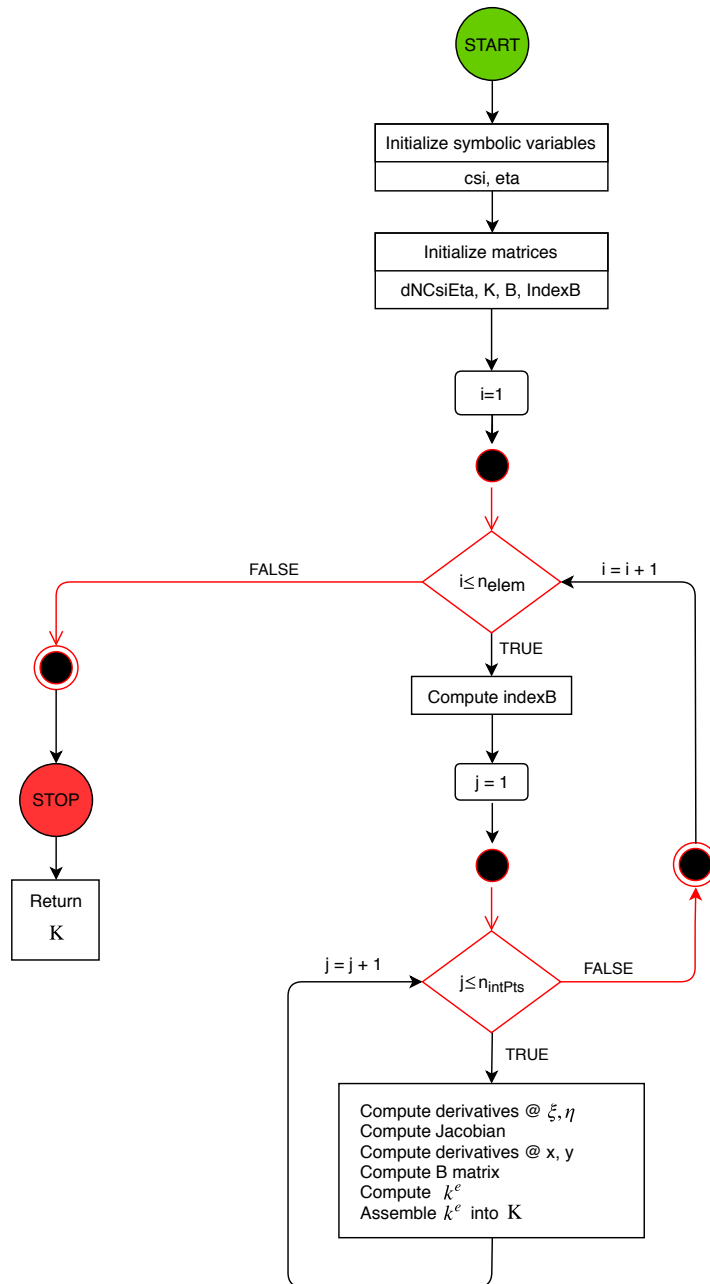 START
Initialize symbolic variables
csi, eta
Initialize matrices
dNCsiEta, K, B, IndexB
i=1
FALSE
i≤ nelem
i = i + 1
TRUE
Compute indexB
STOP
j = 1
Return
K
j = j + 1
j≤ nintPts
FALSE
TRUE
Compute derivatives @ ξ, η
Compute Jacobian
Compute derivatives @ x, y
Compute B matrix
Compute k^e
Assemble k^e into K